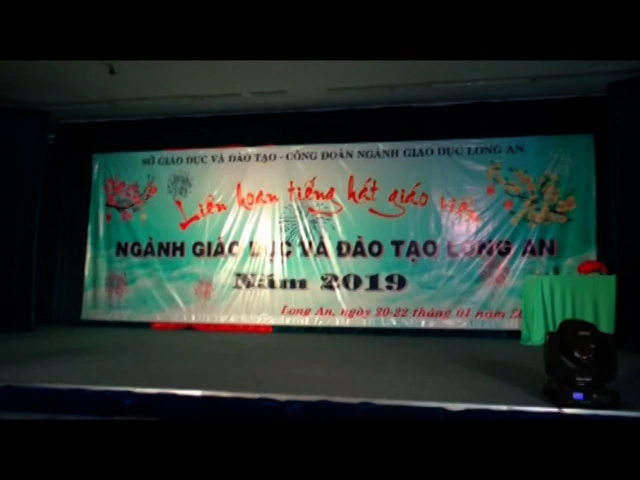 SỞ GIÁO DỤC VÀ ĐÀO TẠO - CÔNG ĐOÀN NGÀNH GIÁO DỤC LONG AN
Liên hoan tiếng hát giáo viên
NGÀNH GIÁO DỤC VÀ ĐÀO TẠO LONG AN
Năm 2019
Long An, ngày 20-22 tháng 01 năm